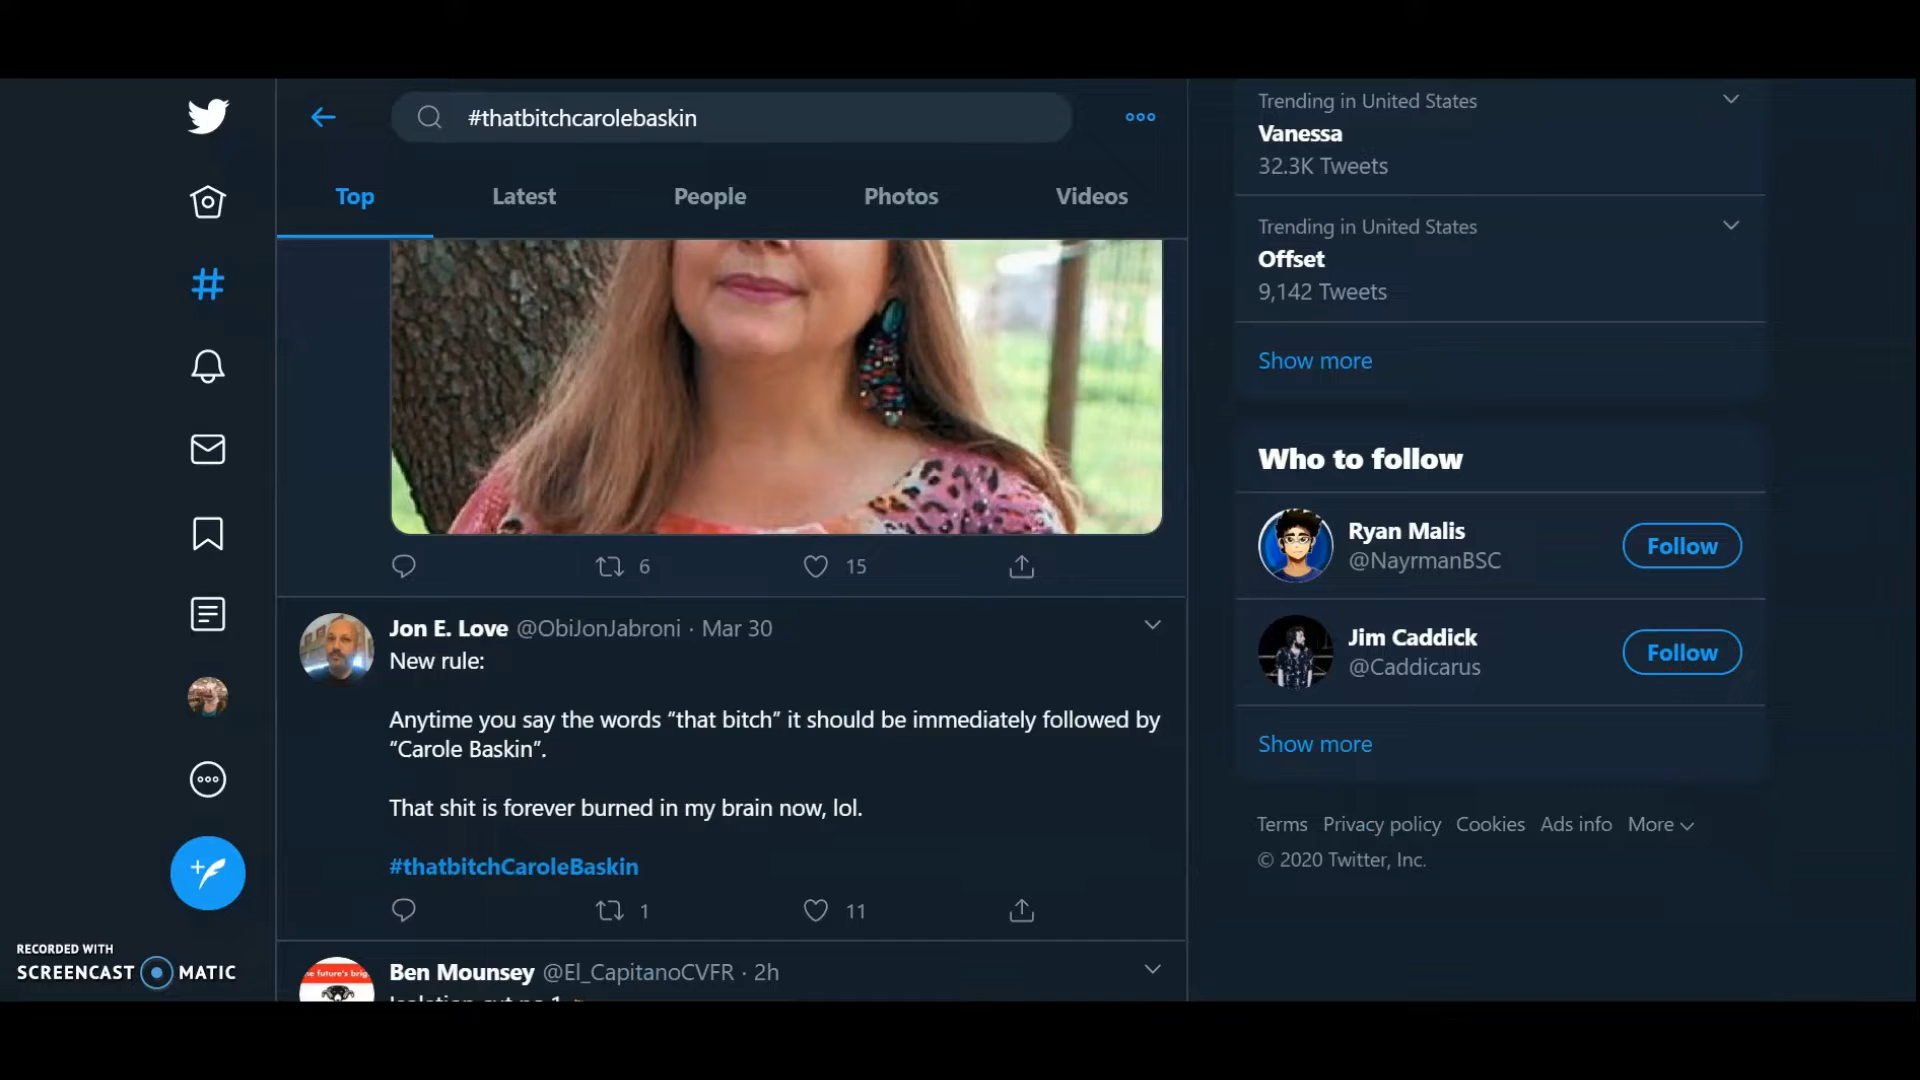 #thatbitchcarolebaskin
Top
Latest
People
Photos
Videos
6
15
Jon E. Love @ObiJonJabroni · Mar 30
New rule:
Anytime you say the words “that bitch” it should be immediately followed by
“Carole Baskin”.
That shit is forever burned in my brain now, lol.
#thatbitchCaroleBaskin
1
11
Ben Mounsey @El_CapitanoCVFR · 2h
Trending in United States
Vanessa
32.3K Tweets
Trending in United States
Offset
9,142 Tweets
Show more
Who to follow
Ryan Malis
@NayrmanBSC
Follow
Jim Caddick
@Caddicarus
Follow
Show more
Terms Privacy policy Cookies Ads info More
© 2020 Twitter, Inc.
RECORDED WITH
SCREENCAST MATIC